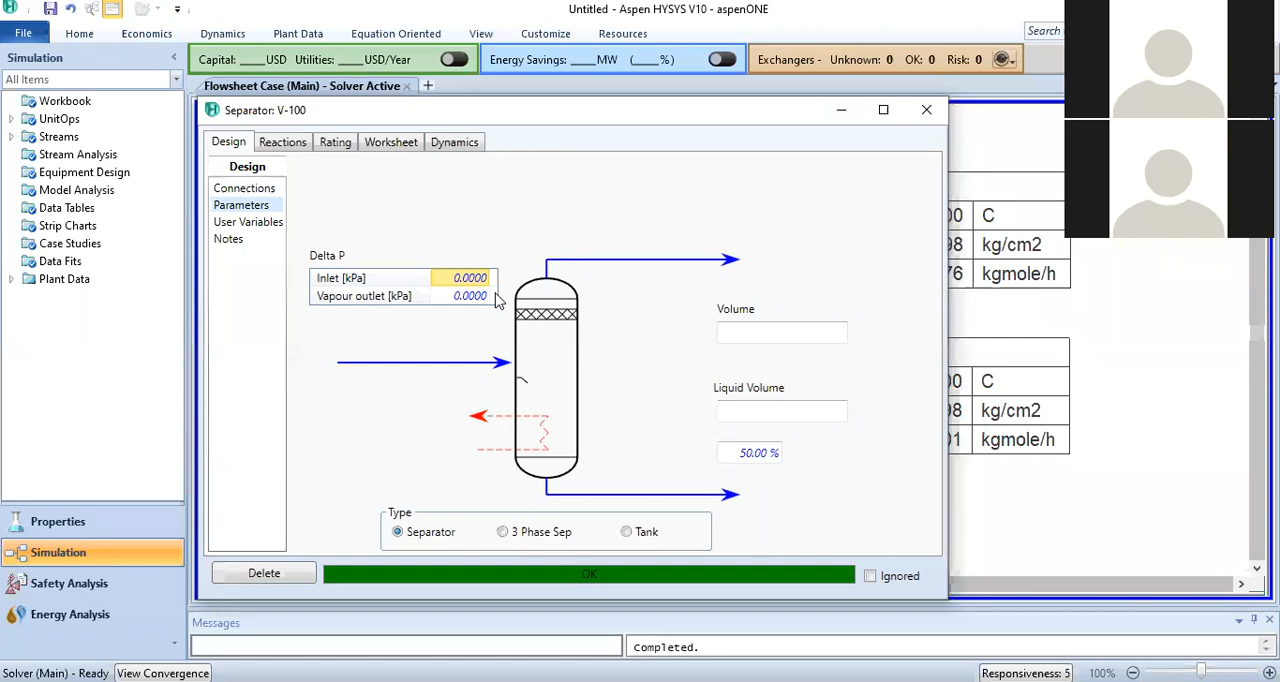 Untitled - Aspen HYSYS V10 - aspenONE
File Home Economics Dynamics Plant Data Equation Oriented View Customize Resources
Search
Simulation
All Items
Workbook
UnitOps
Streams
Stream Analysis
Equipment Design
Model Analysis
Data Tables
Strip Charts
Case Studies
Data Fits
Plant Data
Properties
Simulation
Safety Analysis
Energy Analysis
Capital: ____USD Utilities: ____USD/Year
Energy Savings: ____MW (____%)
Exchangers - Unknown: 0 OK: 0 Risk: 0
Flowsheet Case (Main) - Solver Active
Separator: V-100
Design Reactions Rating Worksheet Dynamics
Design
Connections
Parameters
User Variables
Notes
Delta P
Inlet [kPa] 0.0000
Vapour outlet [kPa] 0.0000
Volume
Liquid Volume
50.00 %
Type
Separator 3 Phase Sep Tank
Delete OK Ignored
00 C
98 kg/cm2
76 kgmole/h
00 C
98 kg/cm2
01 kgmole/h
Messages
Completed.
Solver (Main) - Ready View Convergence Responsiveness: 5 100%